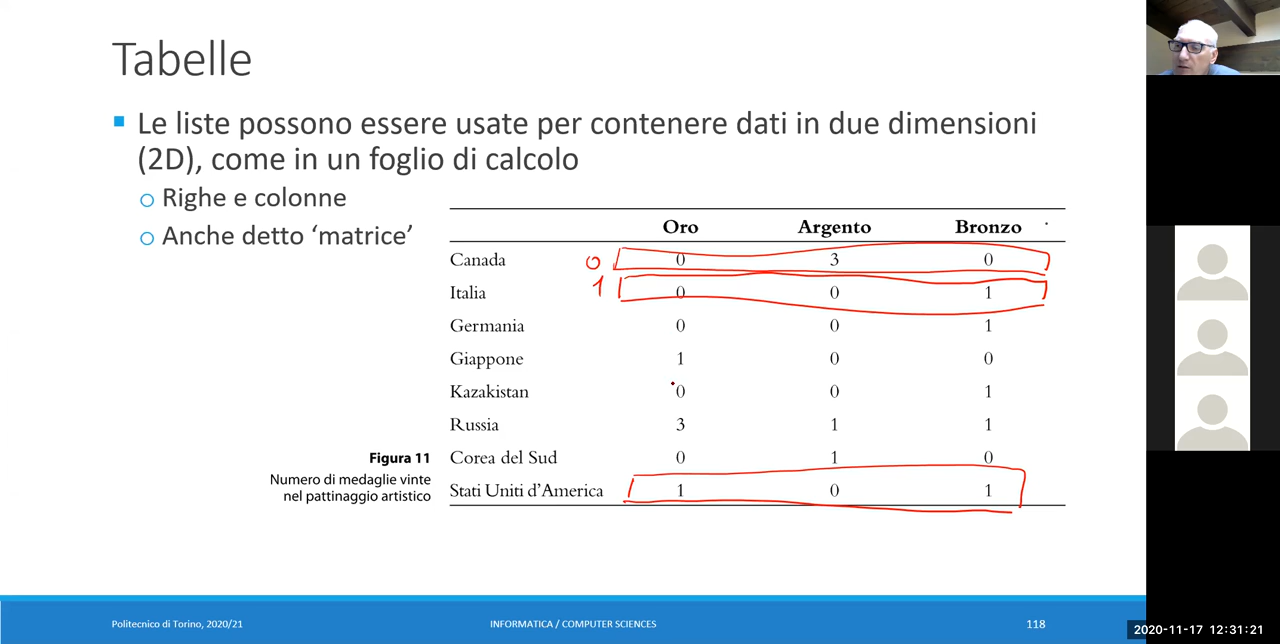 Tabelle
Le liste possono essere usate per contenere dati in due dimensioni
(2D), come in un foglio di calcolo
Righe e colonne
Anche detto ‘matrice’
Oro Argento Bronzo
Canada 0 0 3 0
Italia 1 0 0 1
Germania 0 0 1
Giappone 1 0 0
Kazakistan 0 0 1
Russia 3 1 1
Corea del Sud 0 1 0
Stati Uniti d’America 1 0 1
Figura 11
Numero di medaglie vinte
nel pattinaggio artistico
Politecnico di Torino, 2020/21 INFORMATICA / COMPUTER SCIENCES 118
2020-11-17 12:31:21